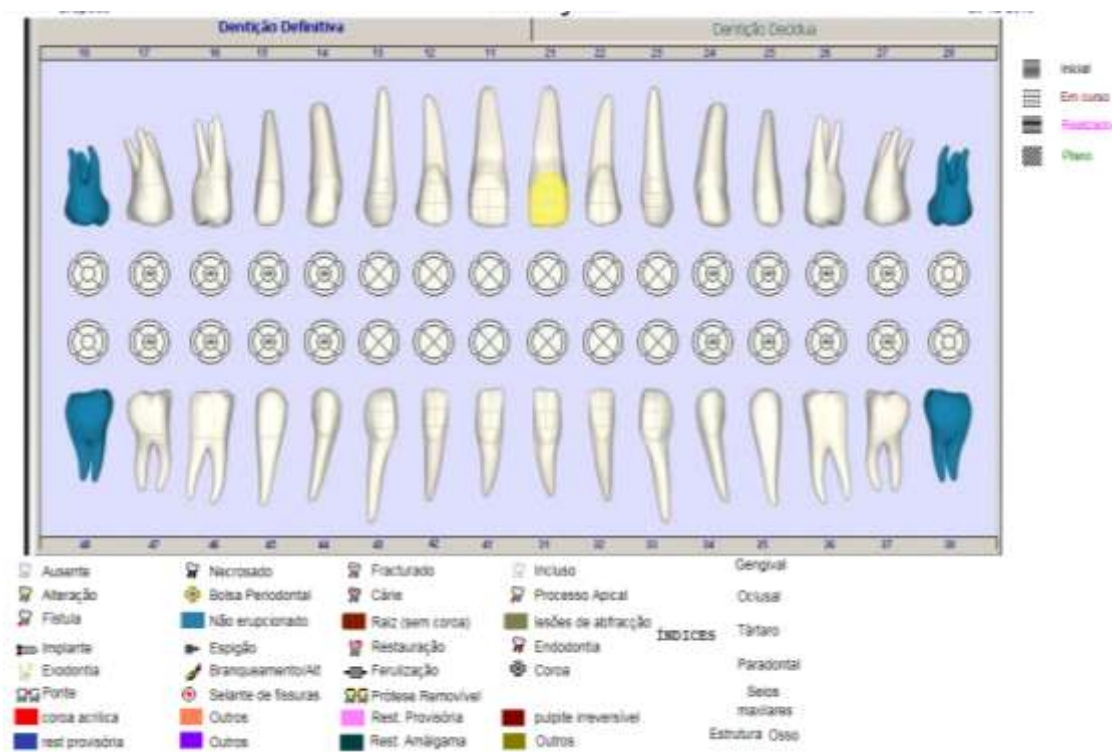 Dentição Definitiva
Dentição Decídua
18 17 16 15 14 13 12 11 21 22 23 24 25 26 27 28
Inicial
Em curso
Realizado
Plano
48 47 46 45 44 43 42 41 31 32 33 34 35 36 37 38
Ausente Necrosado Fracturado Incluso Gengival
Alteração Bolsa Periodontal Cárie Processo Apical Oclusal
Fístula Não erupcionado Raiz (sem coroa) lesões de abfracção ÍNDICES Tártaro
Implante Espigão Restauração Endodontia
Exodontia Branqueamento/Alt Ferulização Coroa Paradontal
Ponte Selante de fissuras Prótese Removível Seios
maxilares
coroa acrílica Outros Rest. Provisória pulpite irreversível
rest provisória Outros Rest. Amálgama Outros Estrutura Osso